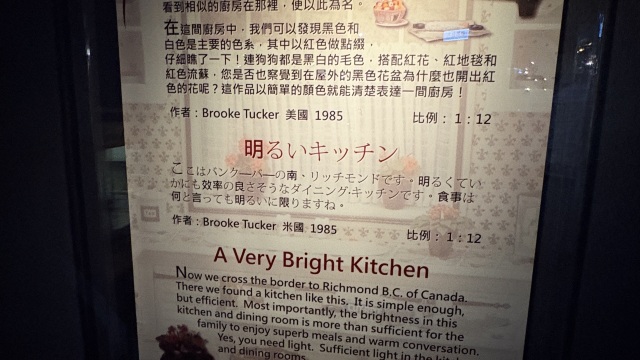 看到相似的廚房在那裡，便以此為名。
在這間廚房中，我們可以發現黑色和
白色是主要的色系，其中以紅色做點綴，
仔細瞧了一下！連狗狗都是黑白的毛色，搭配紅花、紅地毯和
紅色流蘇，您是否也察覺到在屋外的黑色花盆為什麼也開出紅
色的花呢？這作品以簡單的顏色就能清楚表達一間廚房！
作者：Brooke Tucker 美國 1985 比例：1：12
明るいキッチン
ここはバンクーバーの南、リッチモンドです。明るくてい
かにも効率の良さそうなダイニング·キッチンです。食事は
何と言っても明るいに限りますね。
作者：Brooke Tucker 米國 1985 比例：1：12
A Very Bright Kitchen
Now we cross the border to Richmond B.C. of Canada.
There we found a kitchen like this. It is simple enough,
but efficient. Most importantly, the brightness in this
kitchen and dining room is more than sufficient for the
family to enjoy superb meals and warm conversation.
Yes, you need light. Sufficient light in the
and dining rooms